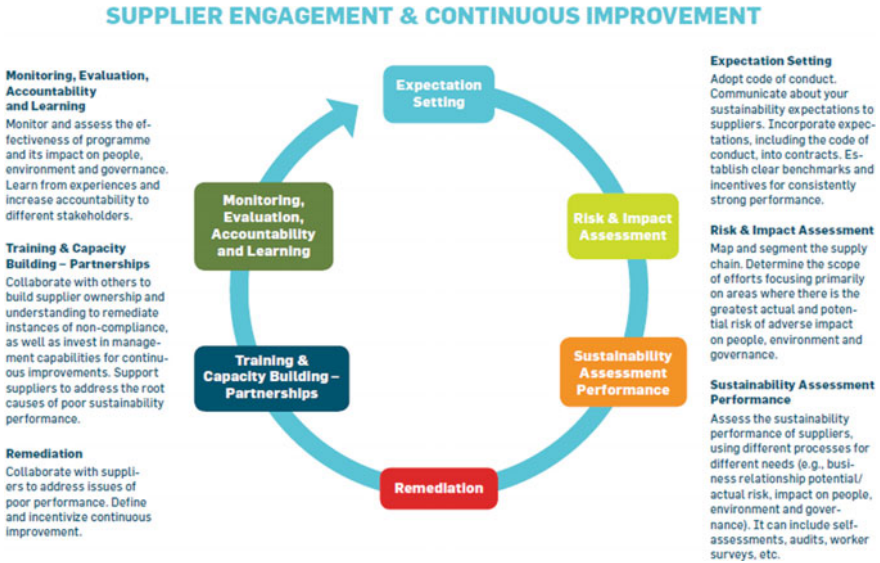 SUPPLIER ENGAGEMENT & CONTINUOUS IMPROVEMENT
Monitoring, Evaluation,
Accountability
and Learning
Monitor and assess the ef-
fectiveness of programme
and its impact on people,
environment and governance.
Learn from experiences and
increase accountability to
different stakeholders.
Training & Capacity
Building – Partnerships
Collaborate with others to
build supplier ownership and
understanding to remediate
instances of non-compliance,
as well as invest in manage-
ment capabilities for continu-
ous improvements. Support
suppliers to address the root
causes of poor sustainability
performance.
Remediation
Collaborate with suppli-
ers to address issues of
poor performance. Define
and incentivize continuous
improvement.
Expectation
Setting
Risk & Impact
Assessment
Sustainability
Assessment
Performance
Remediation
Training &
Capacity Building –
Partnerships
Monitoring,
Evaluation,
Accountability
and Learning
Expectation Setting
Adopt code of conduct.
Communicate about your
sustainability expectations to
suppliers. Incorporate expec-
tations, including the code of
conduct, into contracts. Es-
tablish clear benchmarks and
incentives for consistently
strong performance.
Risk & Impact Assessment
Map and segment the supply
chain. Determine the scope
of efforts focusing primarily
on areas where there is the
greatest actual and poten-
tial risk of adverse impact
on people, environment and
governance.
Sustainability Assessment
Performance
Assess the sustainability
performance of suppliers,
using different processes for
different needs (e.g., busi-
ness relationship potential/
actual risk, impact on people,
environment and gover-
nance). It can include self-
assessments, audits, worker
surveys, etc.